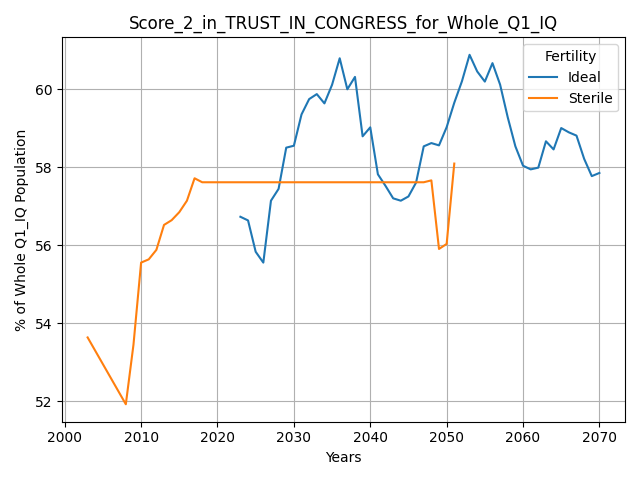 Score_2_in_TRUST_IN_CONGRESS_for_Whole_Q1_IQ
Fertility
Ideal
Sterile
% of Whole Q1_IQ Population
60
58
56
54
52
2000 2010 2020 2030 2040 2050 2060 2070
Years